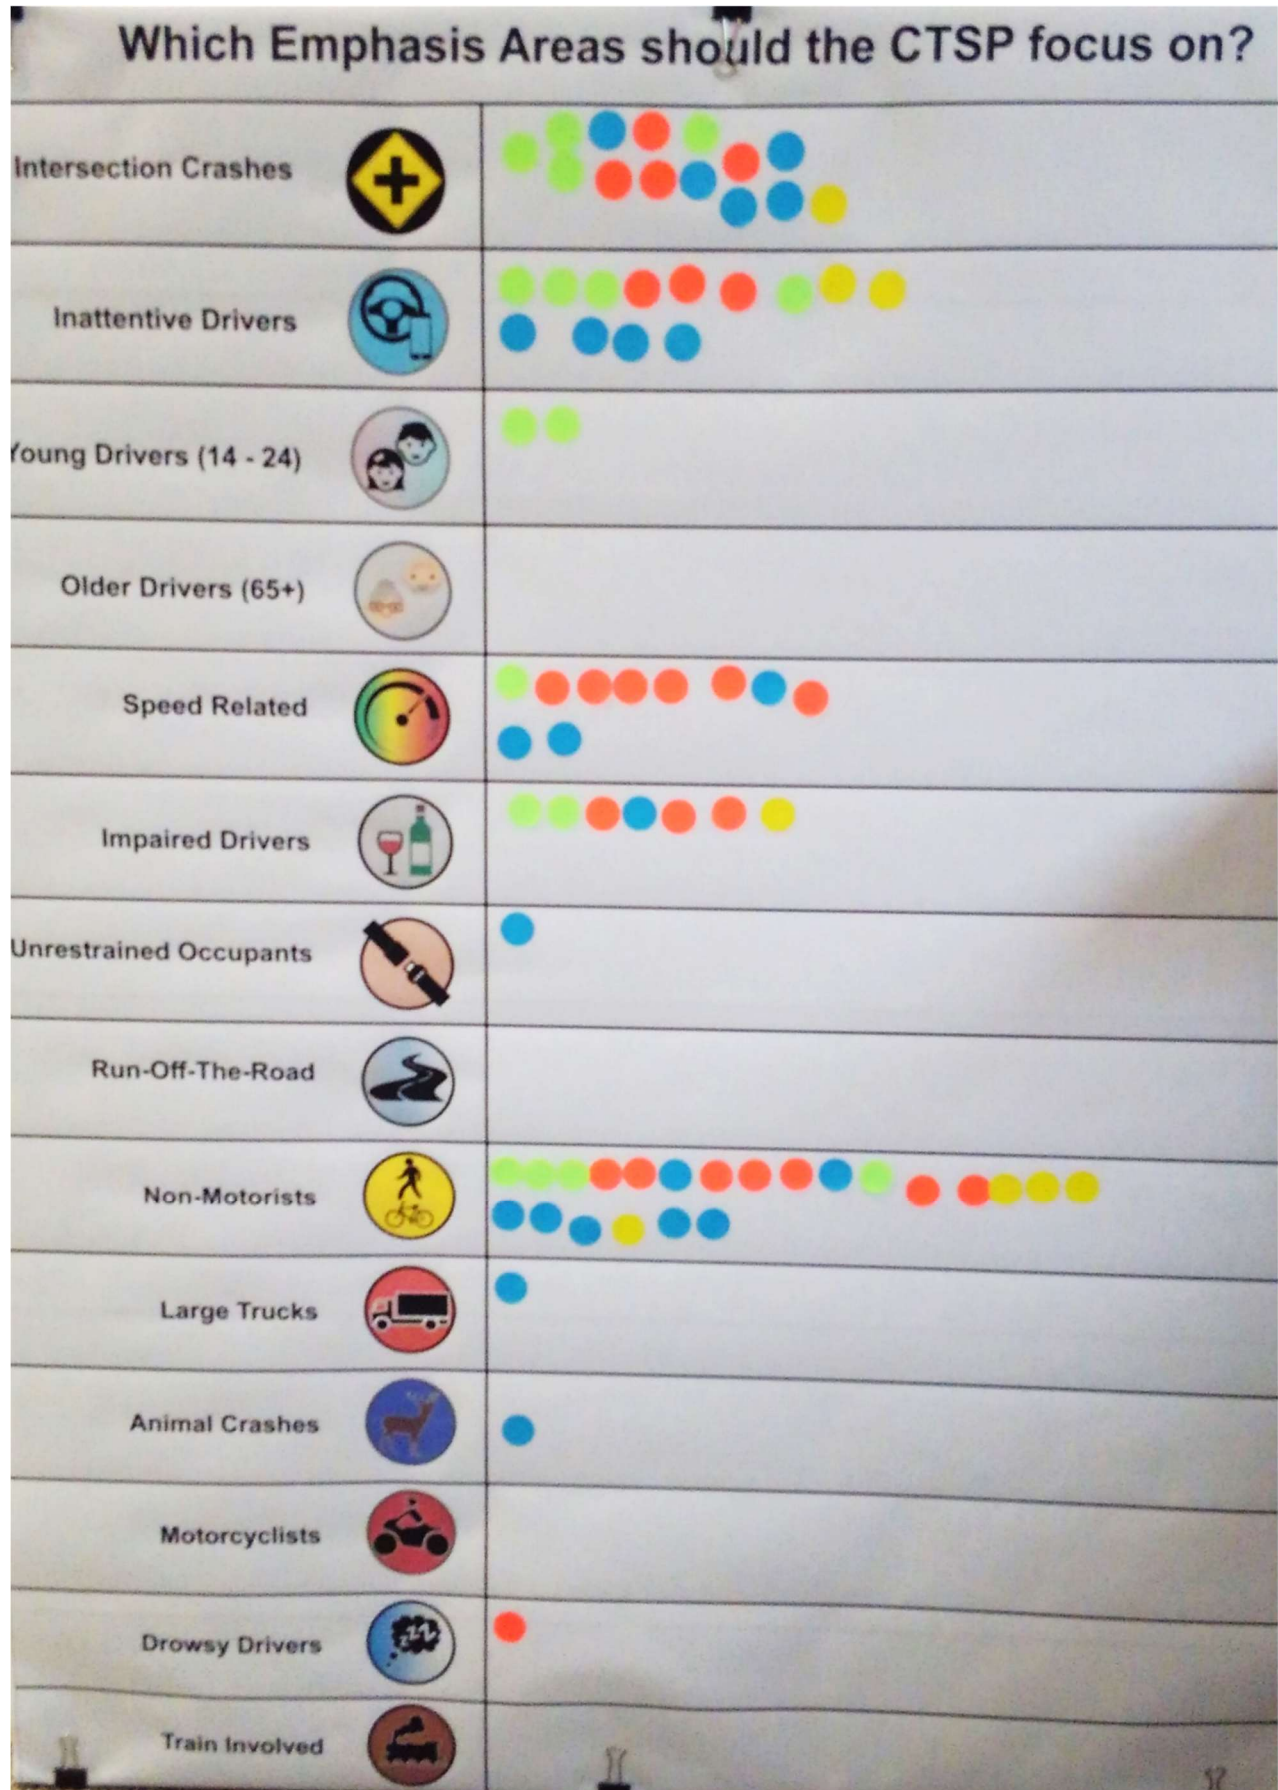 Which Emphasis Areas should the CTSP focus on?
Intersection Crashes
Inattentive Drivers
Young Drivers (14 - 24)
Older Drivers (65+)
Speed Related
Impaired Drivers
Unrestrained Occupants
Run-Off-The-Road
Non-Motorists
Large Trucks
Animal Crashes
Motorcyclists
Drowsy Drivers
zzz
Train Involved